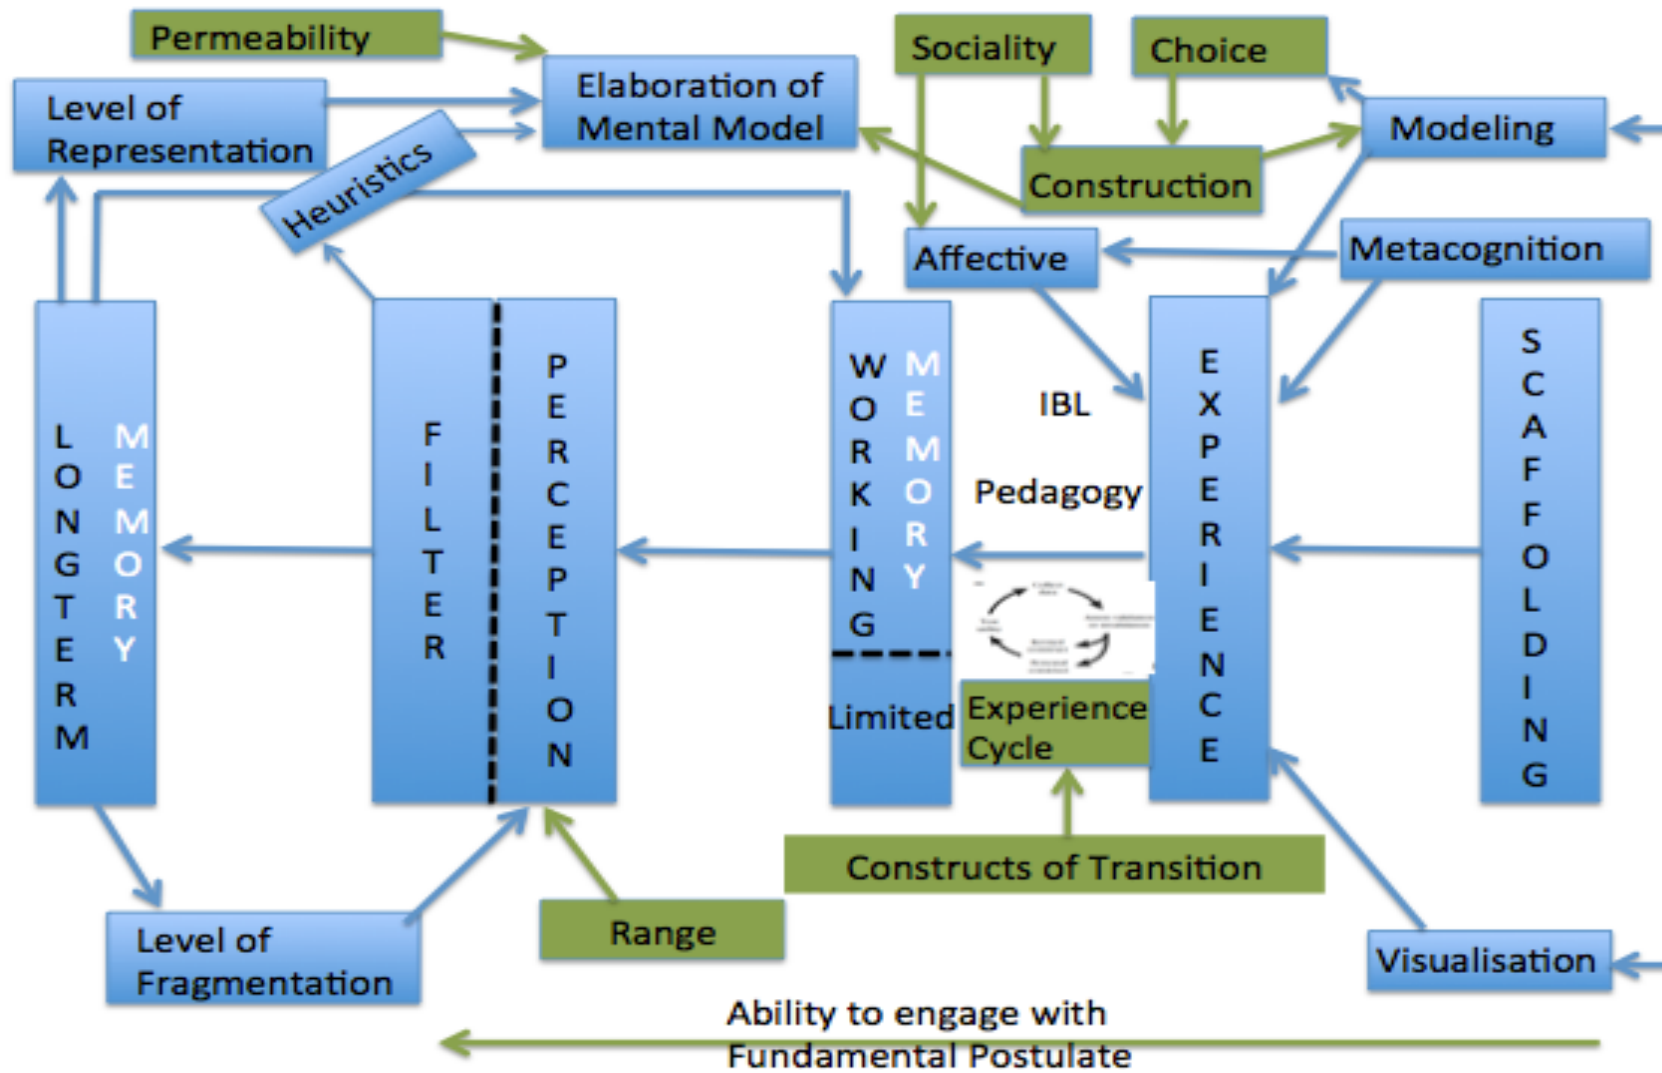 Permeability
Sociality
Choice
Elaboration of
Mental Model
Level of
Representation
Modeling
Heuristics
Construction
Affective
Metacognition
LONGTERM
MEMORY
FILTER
PERCEPTION
WORKING
MEMORY
Limited
IBL
Pedagogy
EXPERIENCE
SCAFFOLDING
Experience
Cycle
Constructs of Transition
Range
Level of
Fragmentation
Visualisation
Ability to engage with
Fundamental Postulate